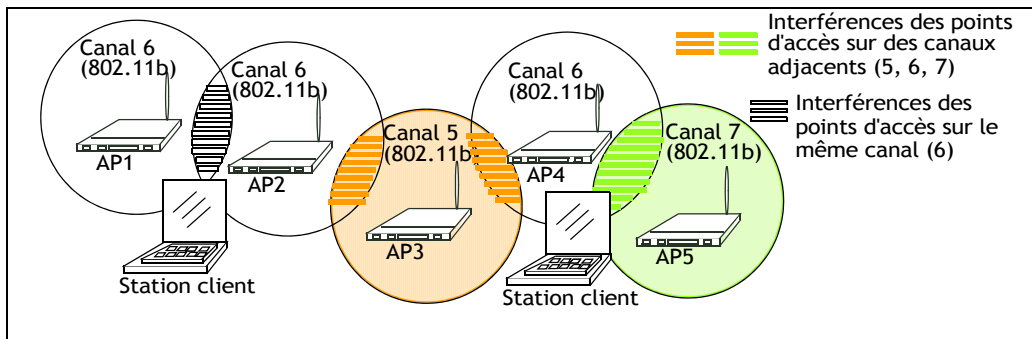 Canal 6
(802.11b)
AP1
Canal 6
(802.11b)
AP2
Canal 5
(802.11b)
AP3
Canal 6
(802.11b)
AP4
Canal 7
(802.11b)
AP5
Station client
Station client
Interférences des points
d'accès sur des canaux
adjacents (5, 6, 7)
Interférences des
points d'accès sur le
même canal (6)